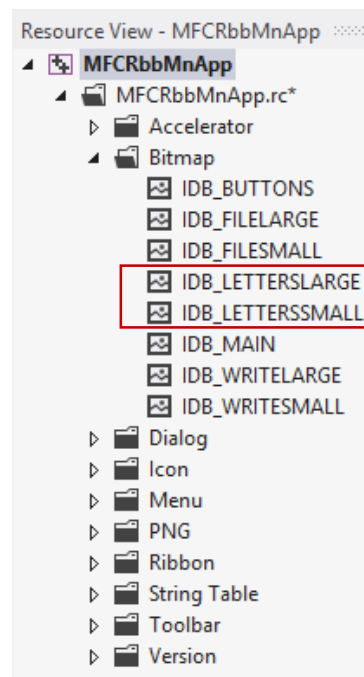 Resource View - MFCRbbMnApp
MFCRbbMnApp
MFCRbbMnApp.rc*
Accelerator
Bitmap
IDB_BUTTONS
IDB_FILELARGE
IDB_FILESMALL
IDB_LETTERSLARGE
IDB_LETTERSSMALL
IDB_MAIN
IDB_WRITELARGE
IDB_WRITESMALL
Dialog
Icon
Menu
PNG
Ribbon
String Table
Toolbar
Version